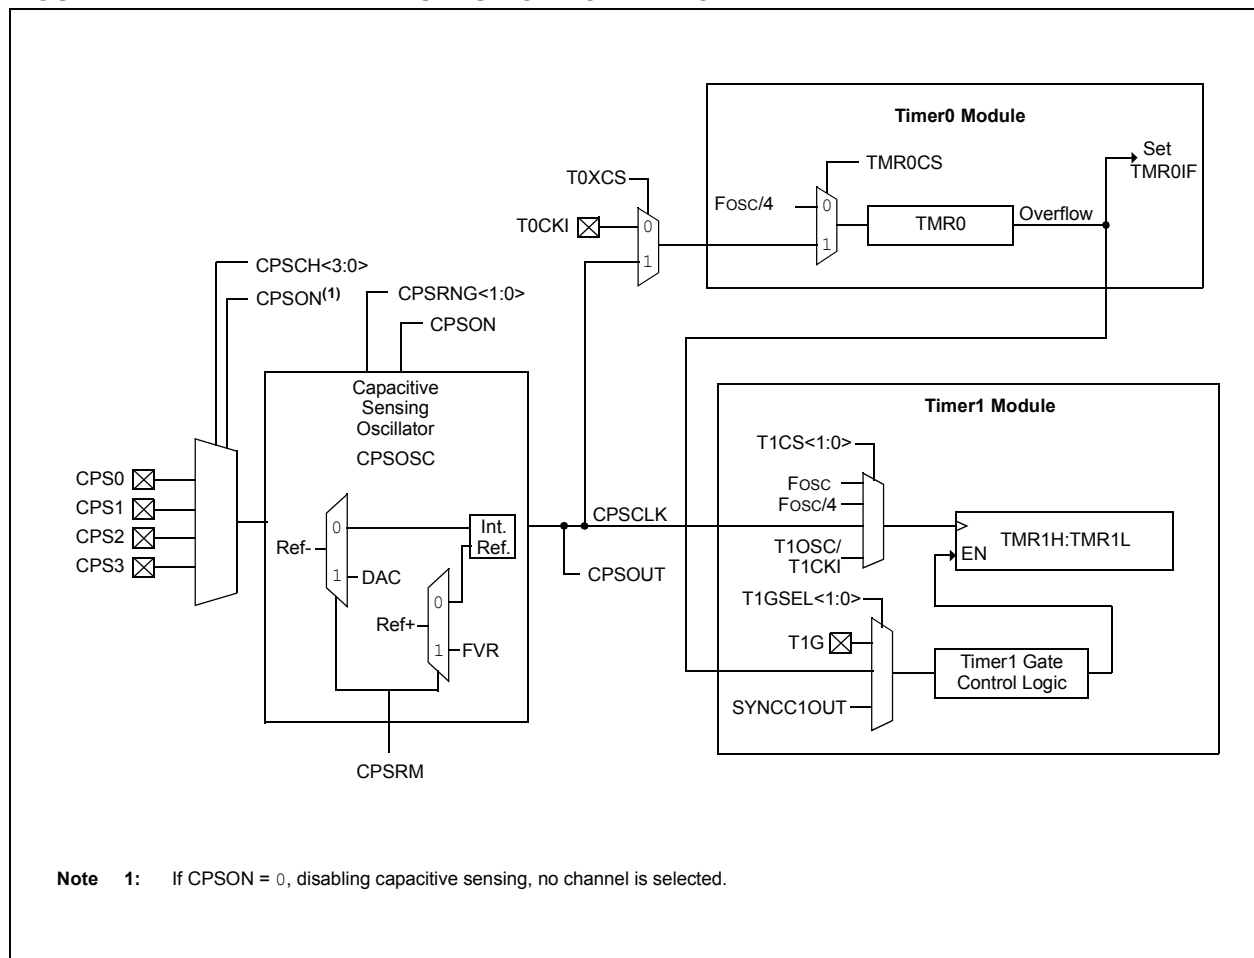 Timer0 Module
Set
TMR0IF
TMR0CS
T0XCS
FOSC/4
0
1
TMR0
Overflow
T0CKI
0
1
CPSCH<3:0>
CPSON(1)
CPSRNG<1:0>
CPSON
Capacitive
Sensing
Oscillator
CPSOSC
Timer1 Module
T1CS<1:0>
FOSC
FOSC/4
T1OSC/
T1CKI
TMR1H:TMR1L
EN
CPS0
CPS1
CPS2
CPS3
0
1
Ref-
DAC
Int.
Ref.
0
1
Ref+
FVR
CPSCLK
CPSOUT
T1GSEL<1:0>
T1G
SYNCC1OUT
Timer1 Gate
Control Logic
CPSRM
Note 1: If CPSON = 0, disabling capacitive sensing, no channel is selected.